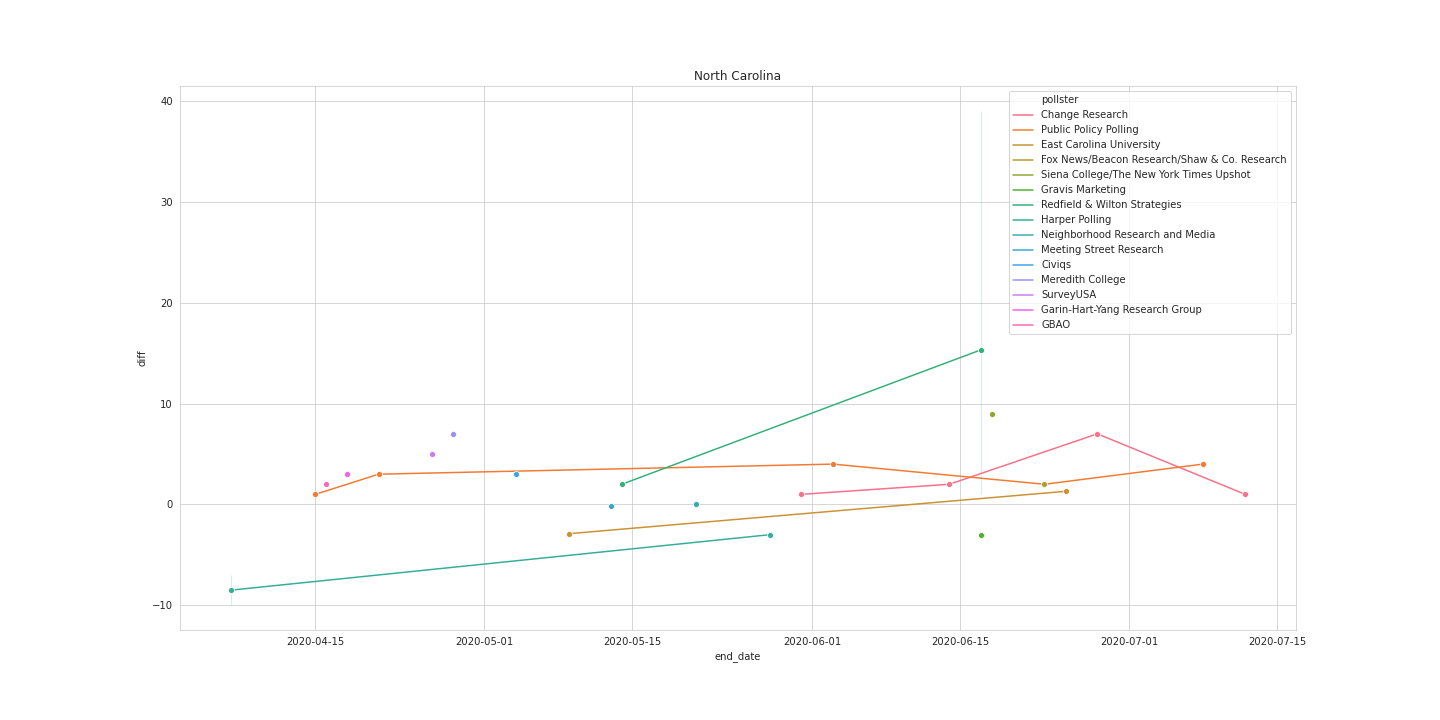 North Carolina
40
30
20
10
0
−10
diff
pollster
Change Research
Public Policy Polling
East Carolina University
Fox News/Beacon Research/Shaw & Co. Research
Siena College/The New York Times Upshot
Gravis Marketing
Redfield & Wilton Strategies
Harper Polling
Neighborhood Research and Media
Meeting Street Research
Civiqs
Meredith College
SurveyUSA
Garin-Hart-Yang Research Group
GBAO
2020-04-15 2020-05-01 2020-05-15 2020-06-01 2020-06-15 2020-07-01 2020-07-15
end_date